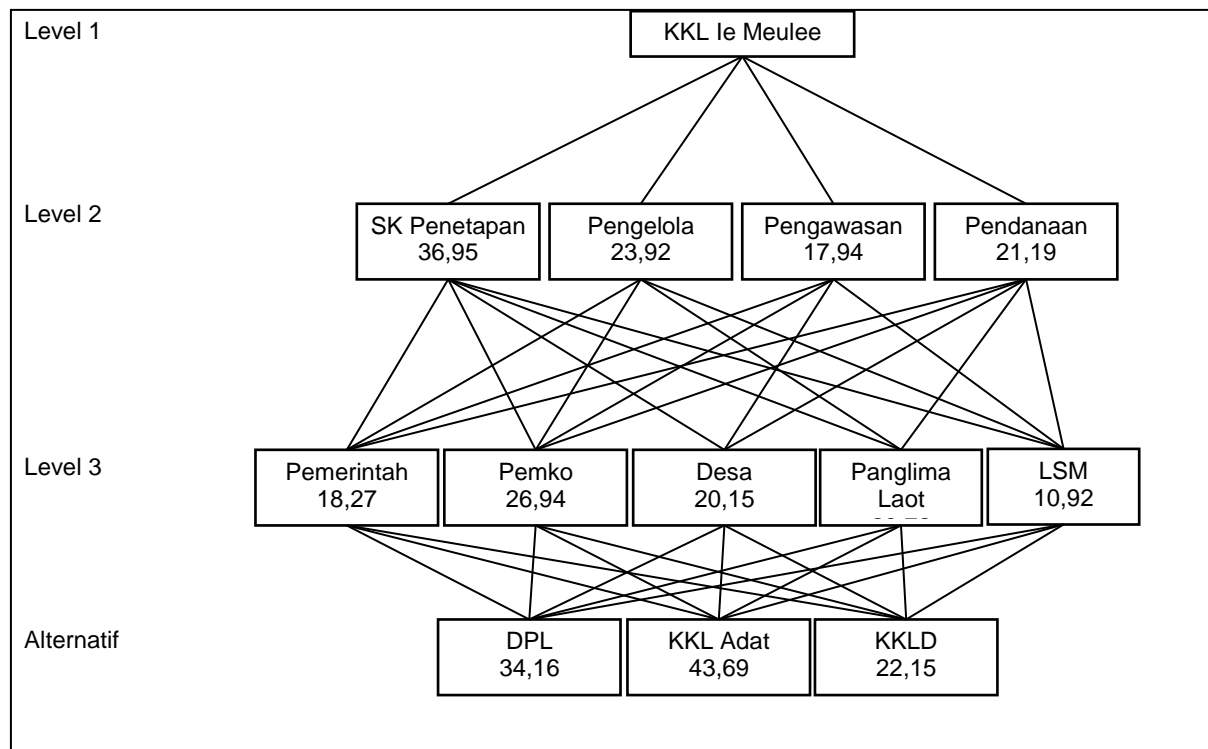 Level 1
KKL Ie Meulee
Level 2
SK Penetapan
36,95
Pengelola
23,92
Pengawasan
17,94
Pendanaan
21,19
Level 3
Pemerintah
18,27
Pemko
26,94
Desa
20,15
Panglima
Laot
LSM
10,92
Alternatif
DPL
34,16
KKL Adat
43,69
KKLD
22,15